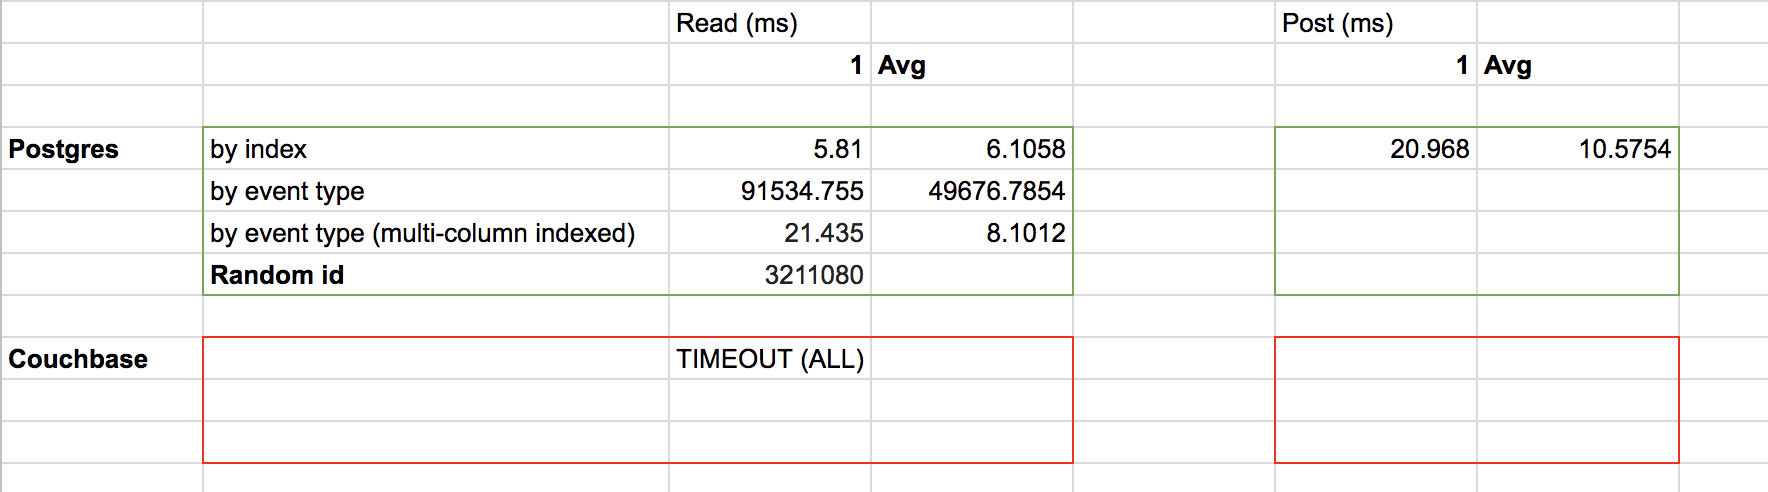 Read (ms) Post (ms)
1 Avg 1 Avg
Postgres by index 5.81 6.1058 20.968 10.5754
by event type 91534.755 49676.7854
by event type (multi-column indexed) 21.435 8.1012
Random id 3211080
Couchbase TIMEOUT (ALL)